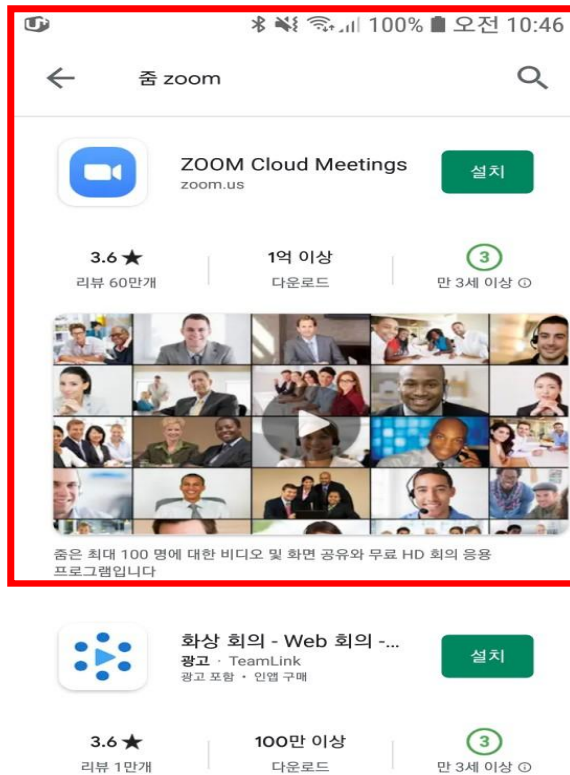 100% 오전 10:46
줌 zoom
ZOOM Cloud Meetings
zoom.us
설치
3.6★ 1억 이상 3
리뷰 60만개 다운로드 만 3세 이상
줌은 최대 100 명에 대한 비디오 및 화면 공유와 무료 HD 회의 응용
프로그램입니다
화상 회의 - Web 회의 -...
광고 · TeamLink
광고 포함 • 인앱 구매
설치
3.6★ 100만 이상 3
리뷰 1만개 다운로드 만 3세 이상